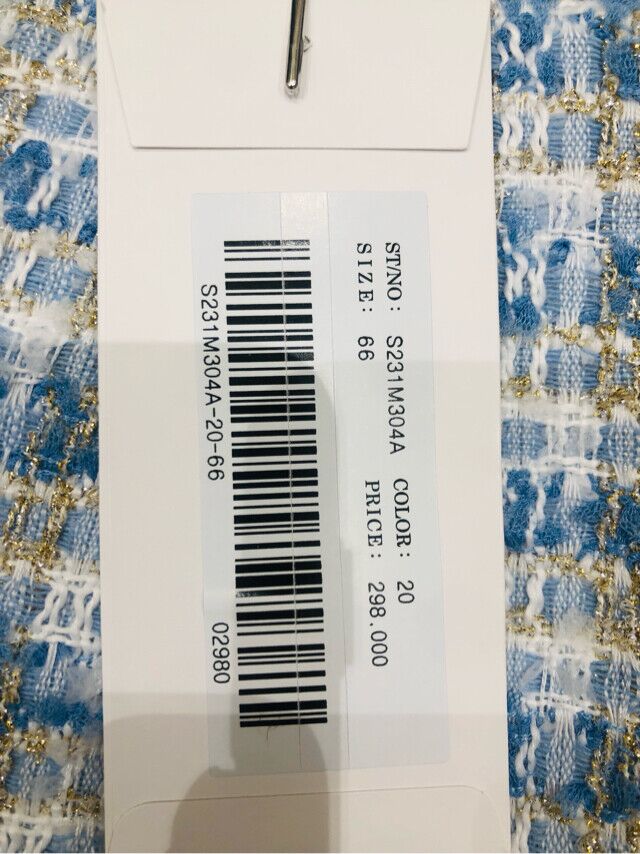 ST/NO: S231M304A COLOR: 20
SIZE: 66 PRICE: 298.000
S231M304A-20-66 02980